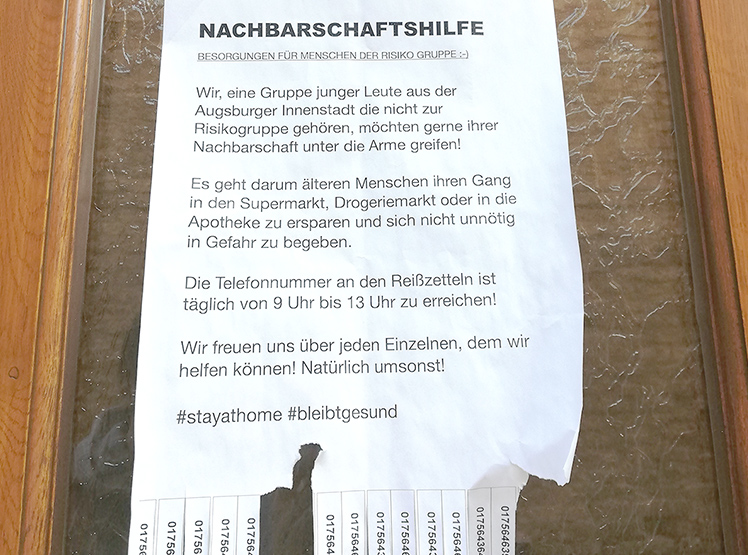 NACHBARSCHAFTSHILFE
BESORGUNGEN FÜR MENSCHEN DER RISIKO GRUPPE :-)
Wir, eine Gruppe junger Leute aus der
Augsburger Innenstadt die nicht zur
Risikogruppe gehören, möchten gerne ihrer
Nachbarschaft unter die Arme greifen!
Es geht darum älteren Menschen ihren Gang
in den Supermarkt, Drogeriemarkt oder in die
Apotheke zu ersparen und sich nicht unnötig
in Gefahr zu begeben.
Die Telefonnummer an den Reißzetteln ist
täglich von 9 Uhr bis 13 Uhr zu erreichen!
Wir freuen uns über jeden Einzelnen, dem wir
helfen können! Natürlich umsonst!
#stayathome #bleibtgesund